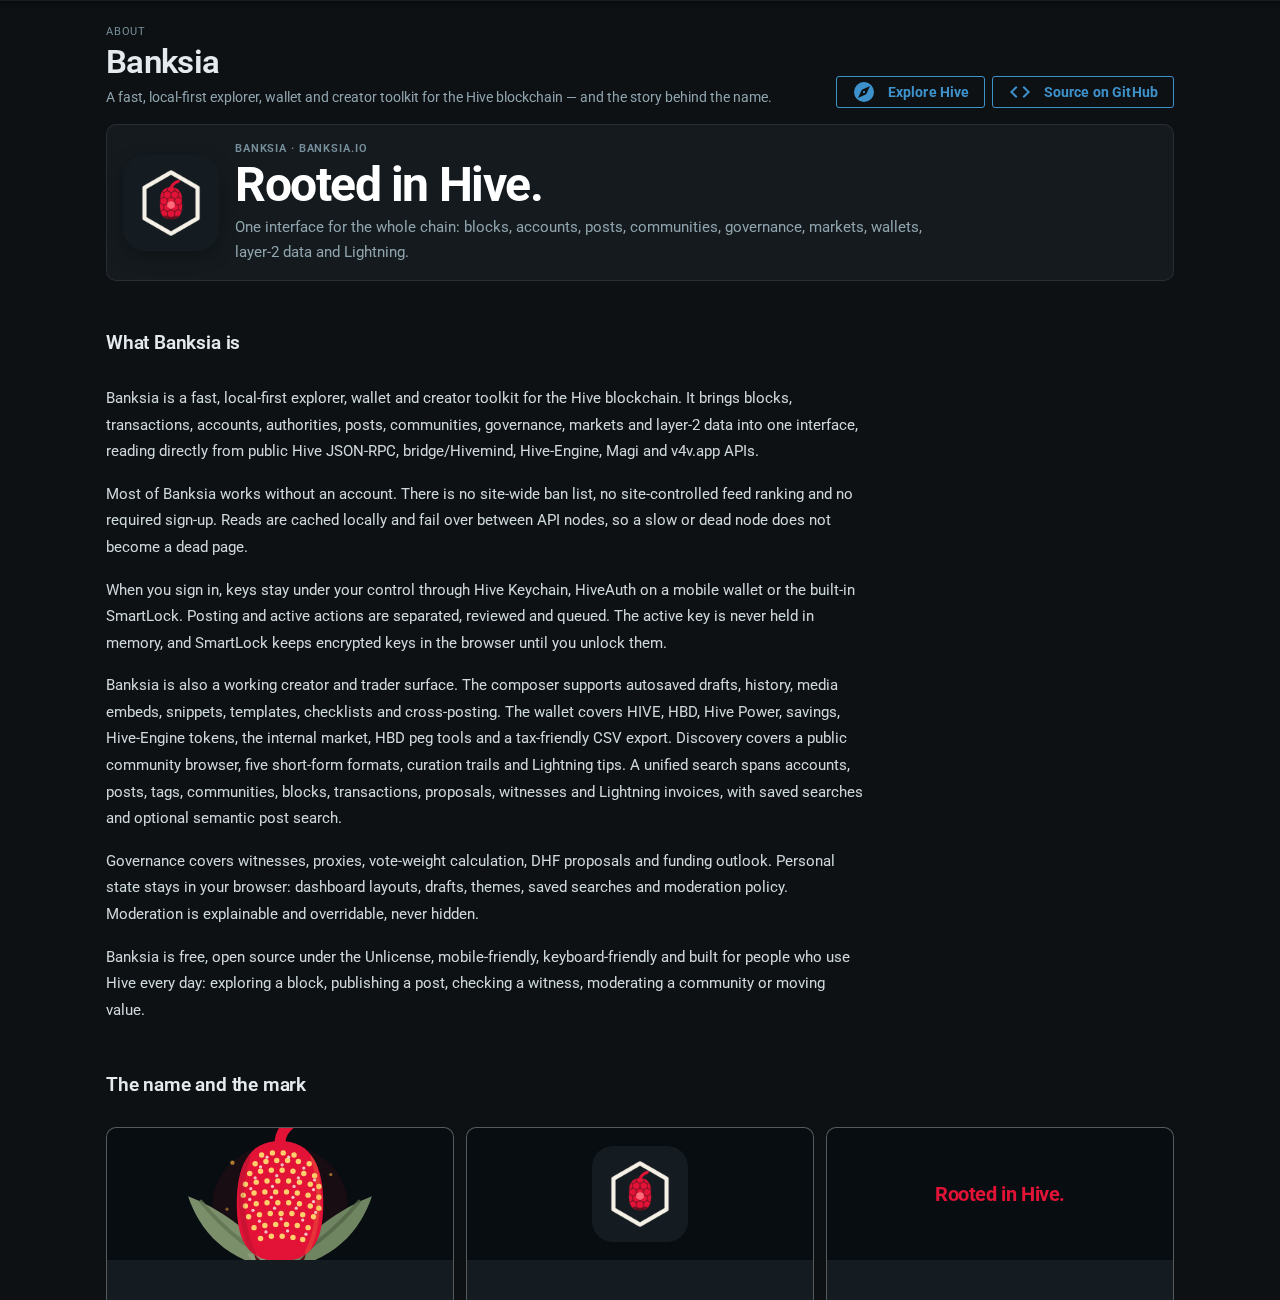 ABOUT
Banksia
A fast, local-first explorer, wallet and creator toolkit for the Hive blockchain — and the story behind the name.
Explore Hive
Source on GitHub
BANKSIA · BANKSIA.IO
Rooted in Hive.
One interface for the whole chain: blocks, accounts, posts, communities, governance, markets, wallets,
layer-2 data and Lightning.
What Banksia is
Banksia is a fast, local-first explorer, wallet and creator toolkit for the Hive blockchain. It brings blocks,
transactions, accounts, authorities, posts, communities, governance, markets and layer-2 data into one interface,
reading directly from public Hive JSON-RPC, bridge/Hivemind, Hive-Engine, Magi and v4v.app APIs.
Most of Banksia works without an account. There is no site-wide ban list, no site-controlled feed ranking and no
required sign-up. Reads are cached locally and fail over between API nodes, so a slow or dead node does not
become a dead page.
When you sign in, keys stay under your control through Hive Keychain, HiveAuth on a mobile wallet or the built-in
SmartLock. Posting and active actions are separated, reviewed and queued. The active key is never held in
memory, and SmartLock keeps encrypted keys in the browser until you unlock them.
Banksia is also a working creator and trader surface. The composer supports autosaved drafts, history, media
embeds, snippets, templates, checklists and cross-posting. The wallet covers HIVE, HBD, Hive Power, savings,
Hive-Engine tokens, the internal market, HBD peg tools and a tax-friendly CSV export. Discovery covers a public
community browser, five short-form formats, curation trails and Lightning tips. A unified search spans accounts,
posts, tags, communities, blocks, transactions, proposals, witnesses and Lightning invoices, with saved searches
and optional semantic post search.
Governance covers witnesses, proxies, vote-weight calculation, DHF proposals and funding outlook. Personal
state stays in your browser: dashboard layouts, drafts, themes, saved searches and moderation policy.
Moderation is explainable and overridable, never hidden.
Banksia is free, open source under the Unlicense, mobile-friendly, keyboard-friendly and built for people who use
Hive every day: exploring a block, publishing a post, checking a witness, moderating a community or moving
value.
The name and the mark
Rooted in Hive.